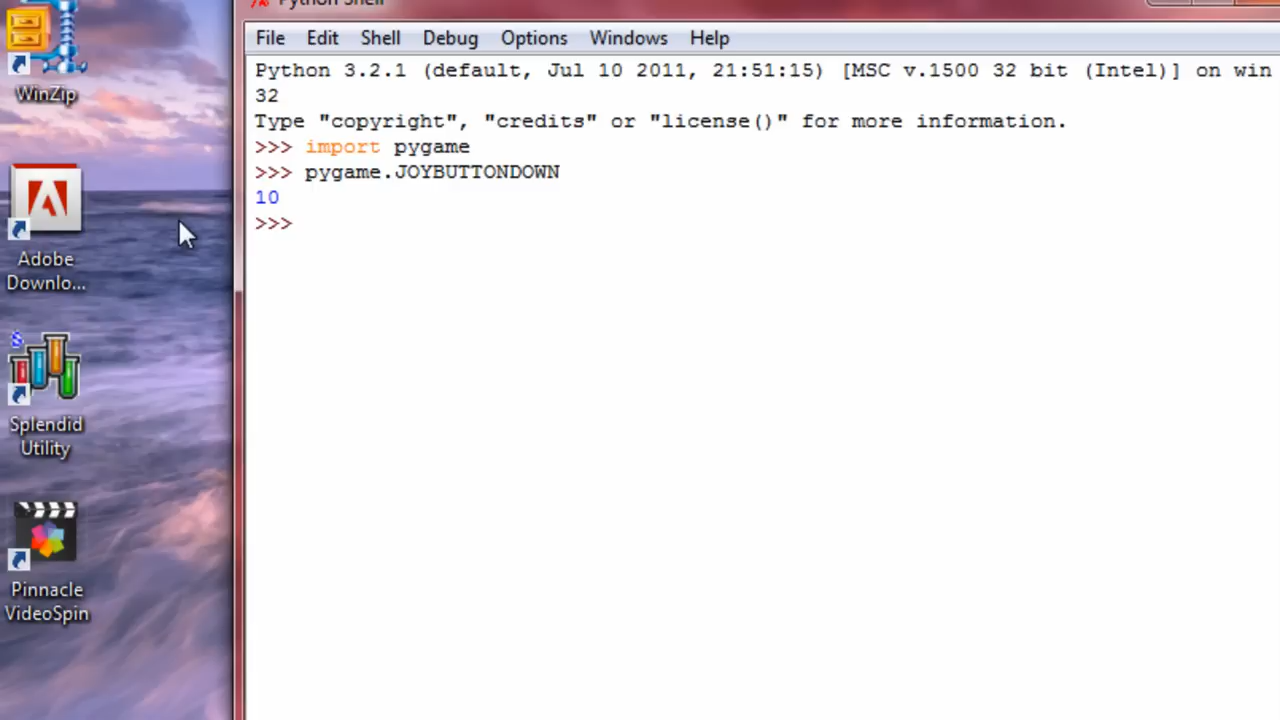 Python Shell
File Edit Shell Debug Options Windows Help
Python 3.2.1 (default, Jul 10 2011, 21:51:15) [MSC v.1500 32 bit (Intel)] on win
32
Type "copyright", "credits" or "license()" for more information.
>>> import pygame
>>> pygame.JOYBUTTONDOWN
10
>>>
WinZip
Adobe
Downlo...
Splendid
Utility
Pinnacle
VideoSpin